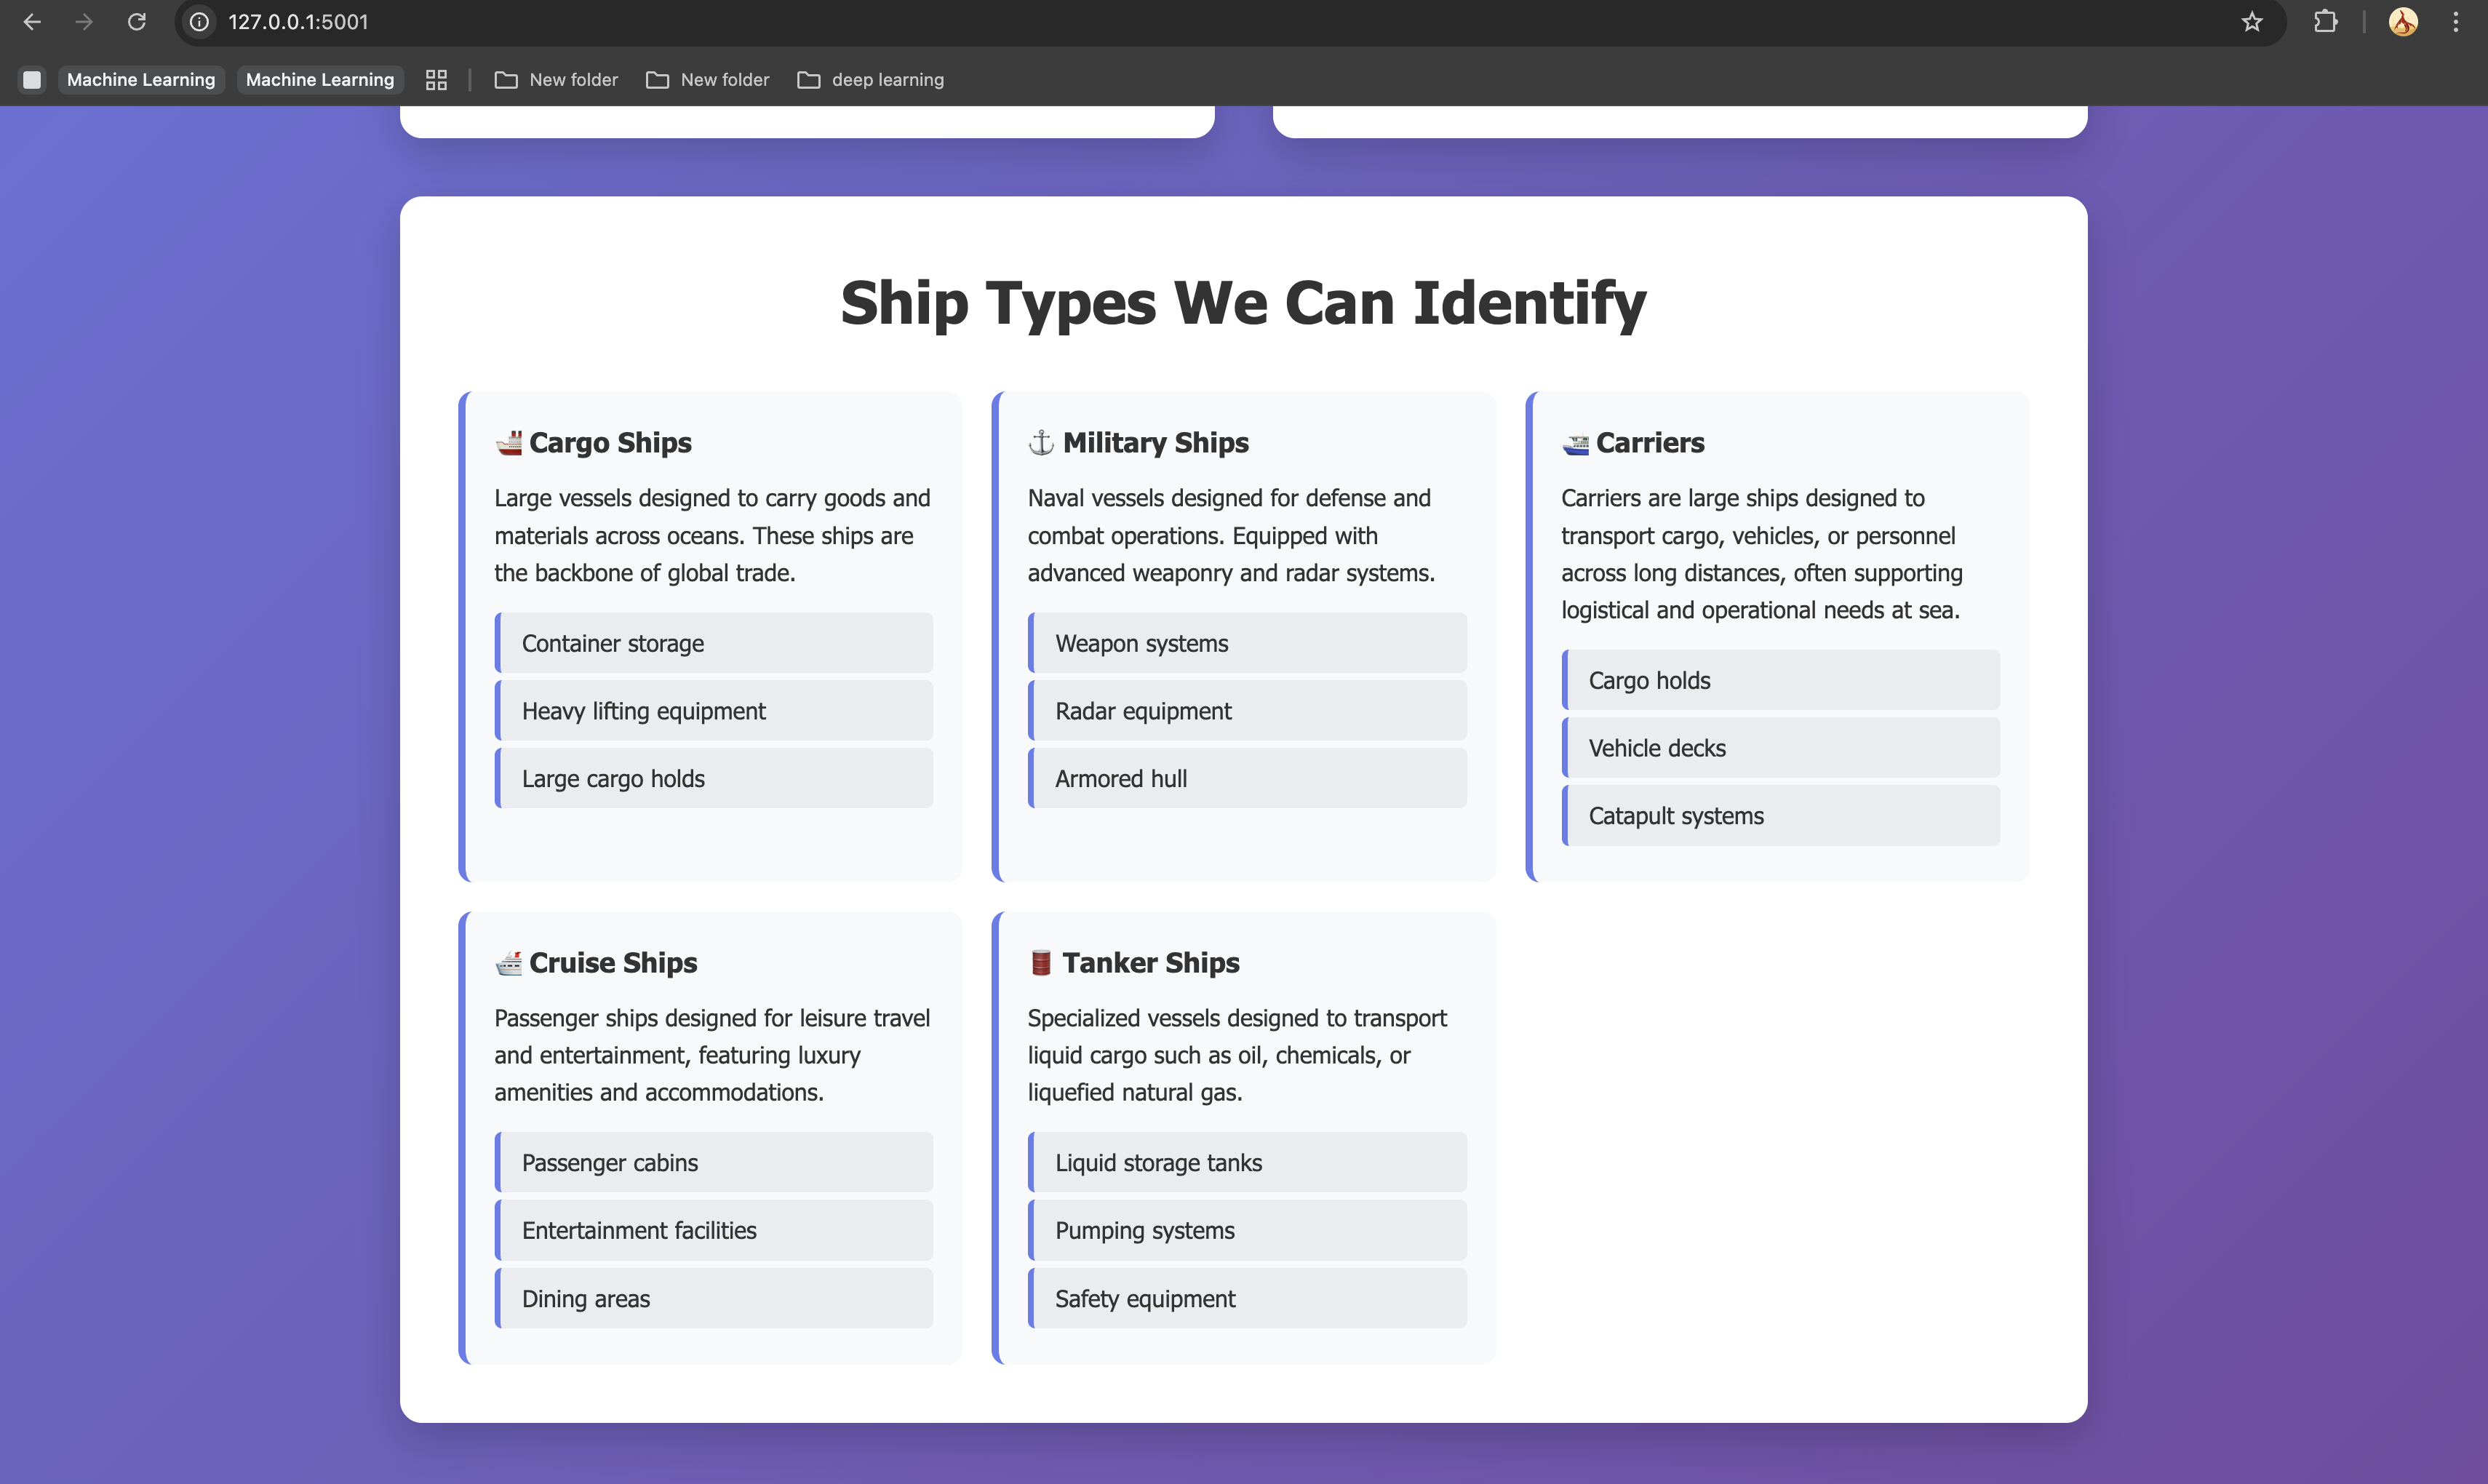 127.0.0.1:5001
Machine Learning
Machine Learning
New folder
New folder
deep learning
Ship Types We Can Identify
Cargo Ships
Large vessels designed to carry goods and
materials across oceans. These ships are
the backbone of global trade.
Container storage
Heavy lifting equipment
Large cargo holds
Military Ships
Naval vessels designed for defense and
combat operations. Equipped with
advanced weaponry and radar systems.
Weapon systems
Radar equipment
Armored hull
Carriers
Carriers are large ships designed to
transport cargo, vehicles, or personnel
across long distances, often supporting
logistical and operational needs at sea.
Cargo holds
Vehicle decks
Catapult systems
Cruise Ships
Passenger ships designed for leisure travel
and entertainment, featuring luxury
amenities and accommodations.
Passenger cabins
Entertainment facilities
Dining areas
Tanker Ships
Specialized vessels designed to transport
liquid cargo such as oil, chemicals, or
liquefied natural gas.
Liquid storage tanks
Pumping systems
Safety equipment